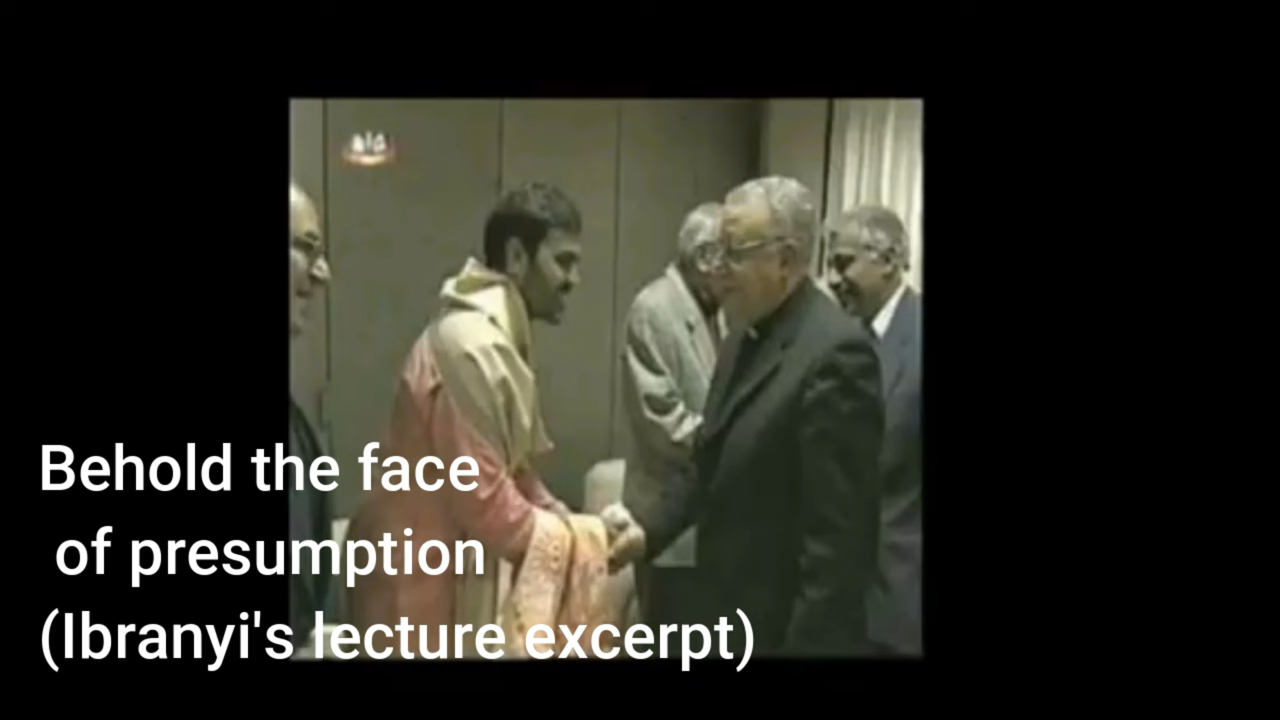 Behold the face
of presumption
(Ibranyi's lecture excerpt)